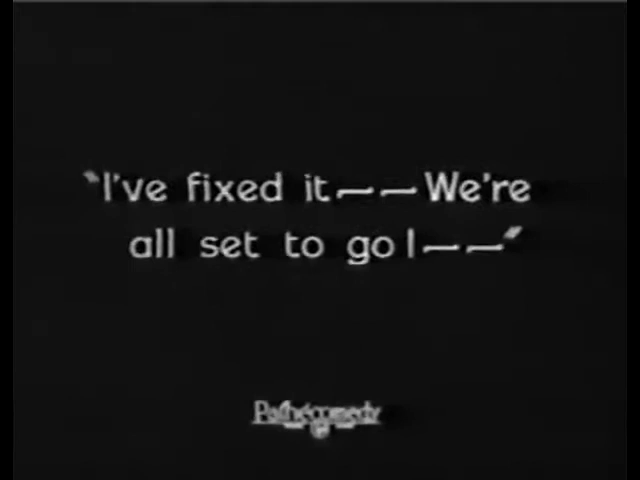 "I've fixed it——We're
all set to go!——"
Pathécomedy